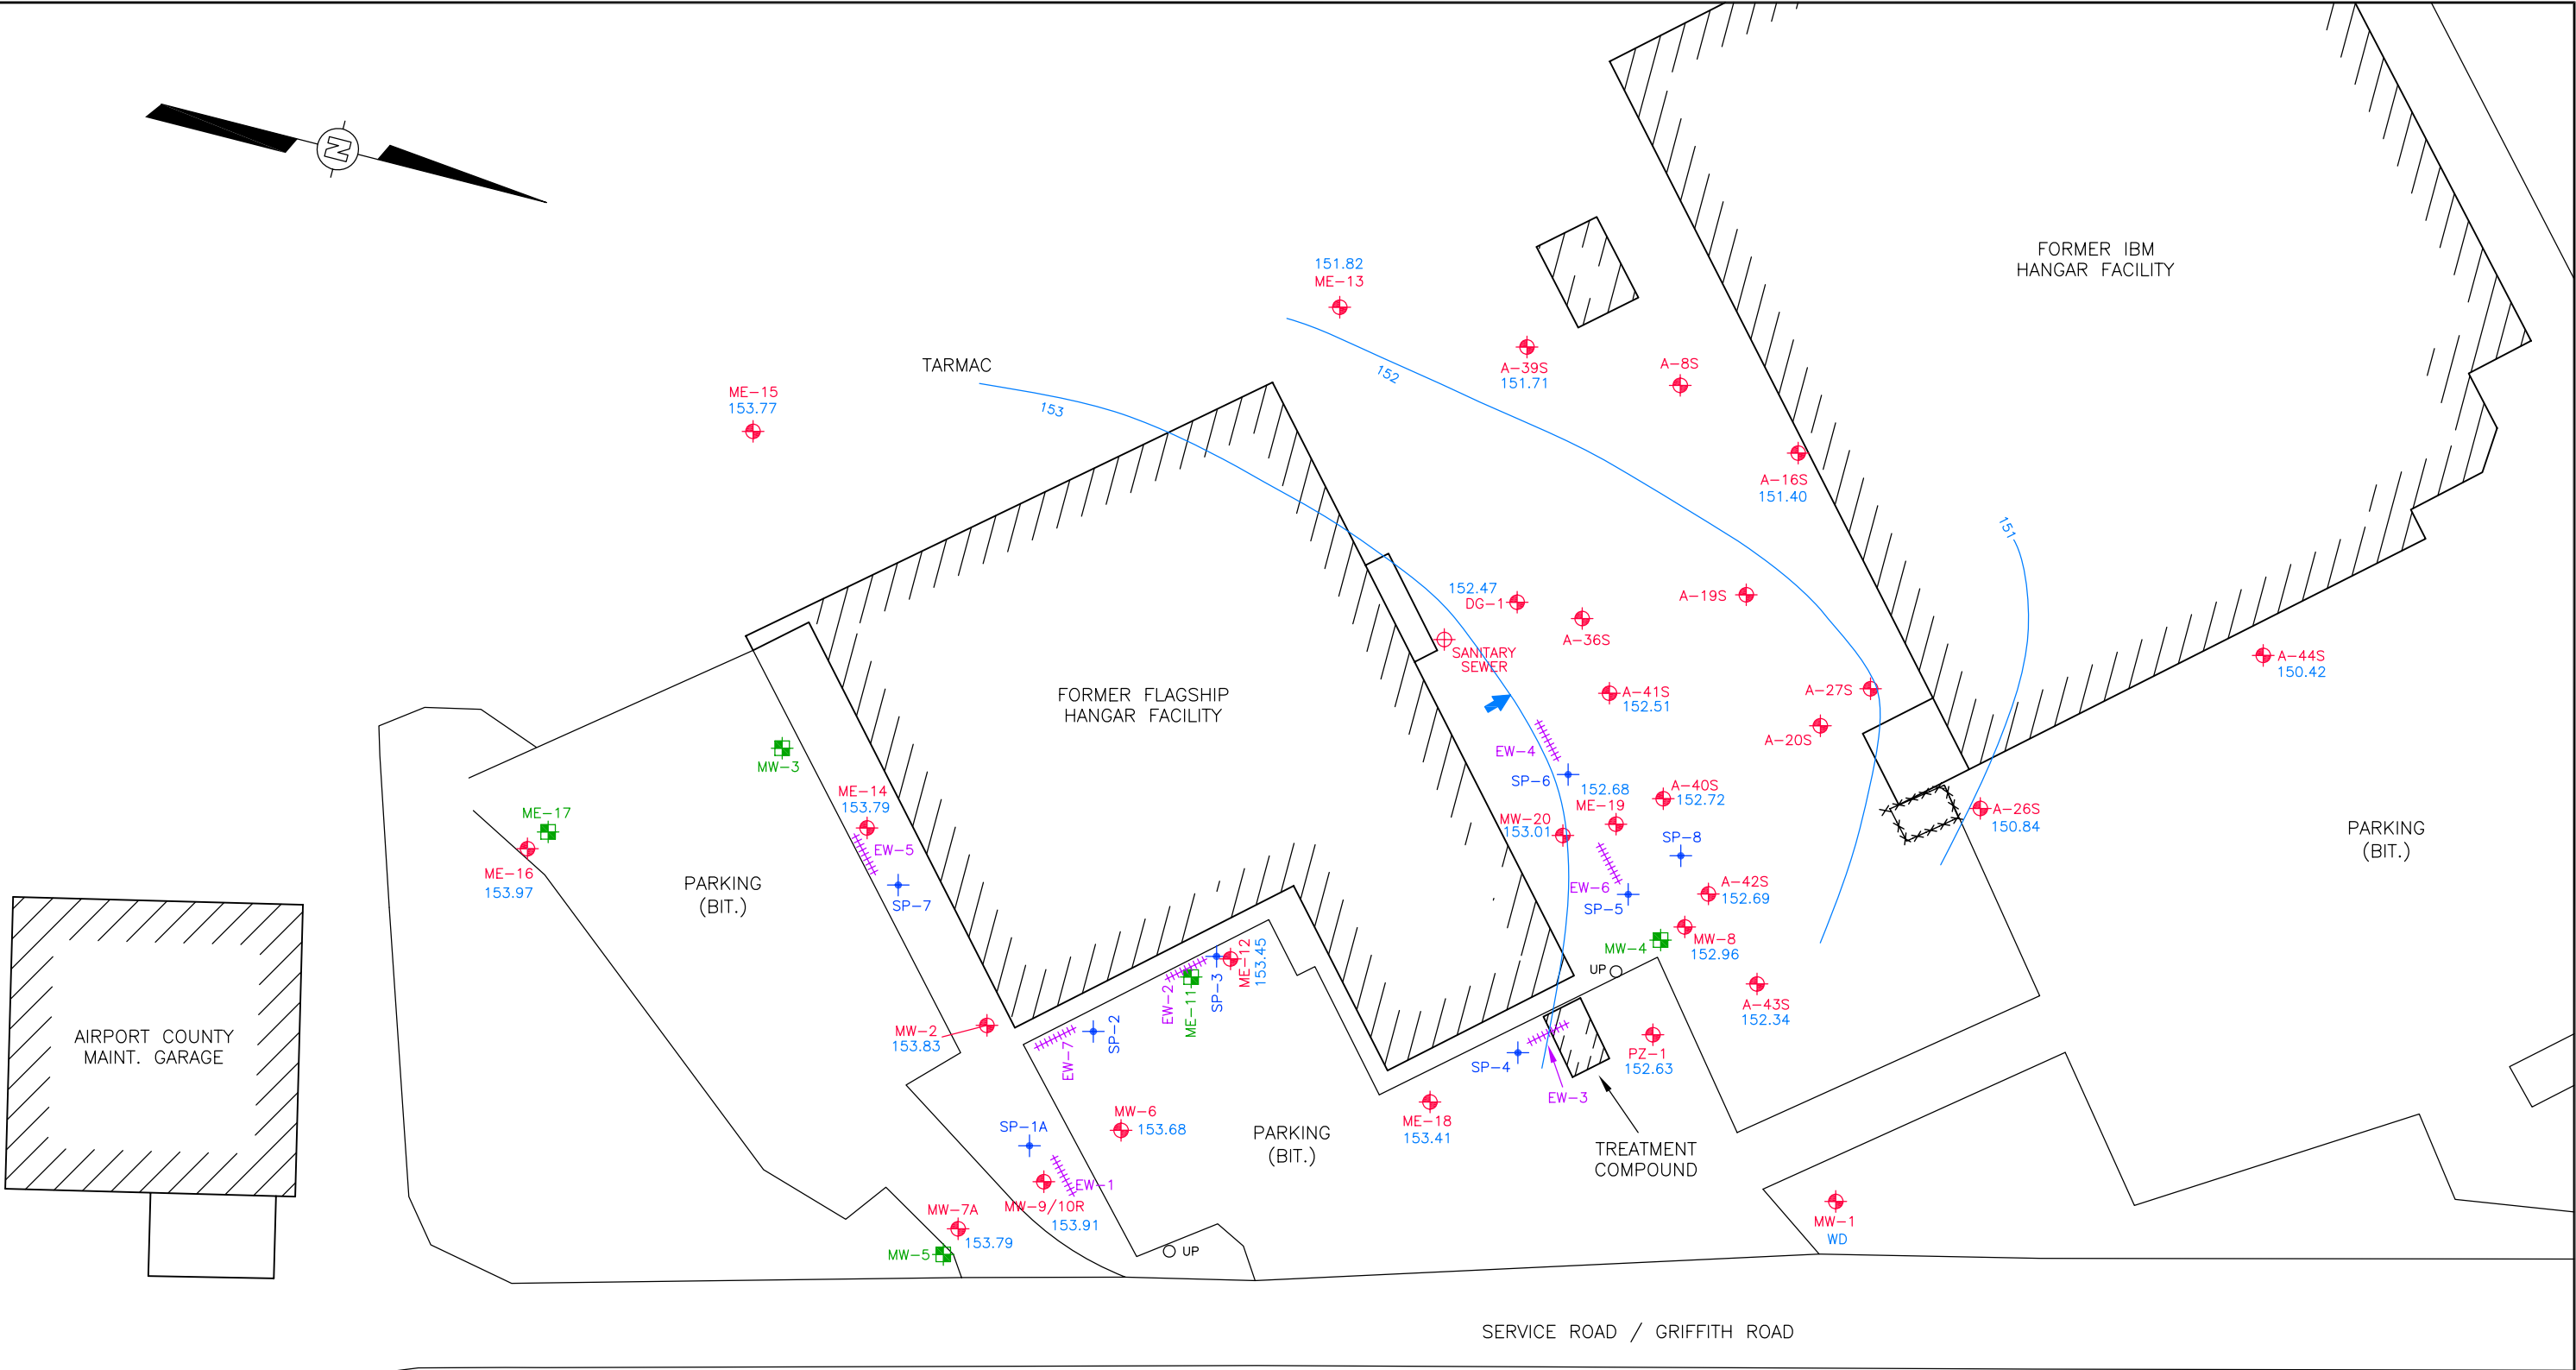 N
FORMER IBM
HANGAR FACILITY
151.82
ME-13
TARMAC
152
A-39S
151.71
A-8S
ME-15
153.77
153
A-16S
151.40
151
152.47
DG-1
A-19S
A-36S
SANITARY
SEWER
A-44S
150.42
FORMER FLAGSHIP
HANGAR FACILITY
A-41S
152.51
A-27S
A-20S
EW-4
MW-3
SP-6
152.68
ME-19
A-40S
152.72
ME-14
153.79
ME-17
MW-20
153.01
A-26S
150.84
PARKING
(BIT.)
EW-5
SP-8
ME-16
153.97
PARKING
(BIT.)
SP-7
EW-6
SP-5
A-42S
152.69
MW-4
MW-8
152.96
UP
ME-12
153.45
SP-3
EW-2
ME-11
A-43S
152.34
AIRPORT COUNTY
MAINT. GARAGE
MW-2
153.83
SP-2
EW-7
SP-4
PZ-1
152.63
EW-3
MW-6
153.68
SP-1A
ME-18
153.41
PARKING
(BIT.)
TREATMENT
COMPOUND
EW-1
MW-9/10R
153.91
MW-7A
153.79
MW-5
UP
MW-1
WD
SERVICE ROAD / GRIFFITH ROAD